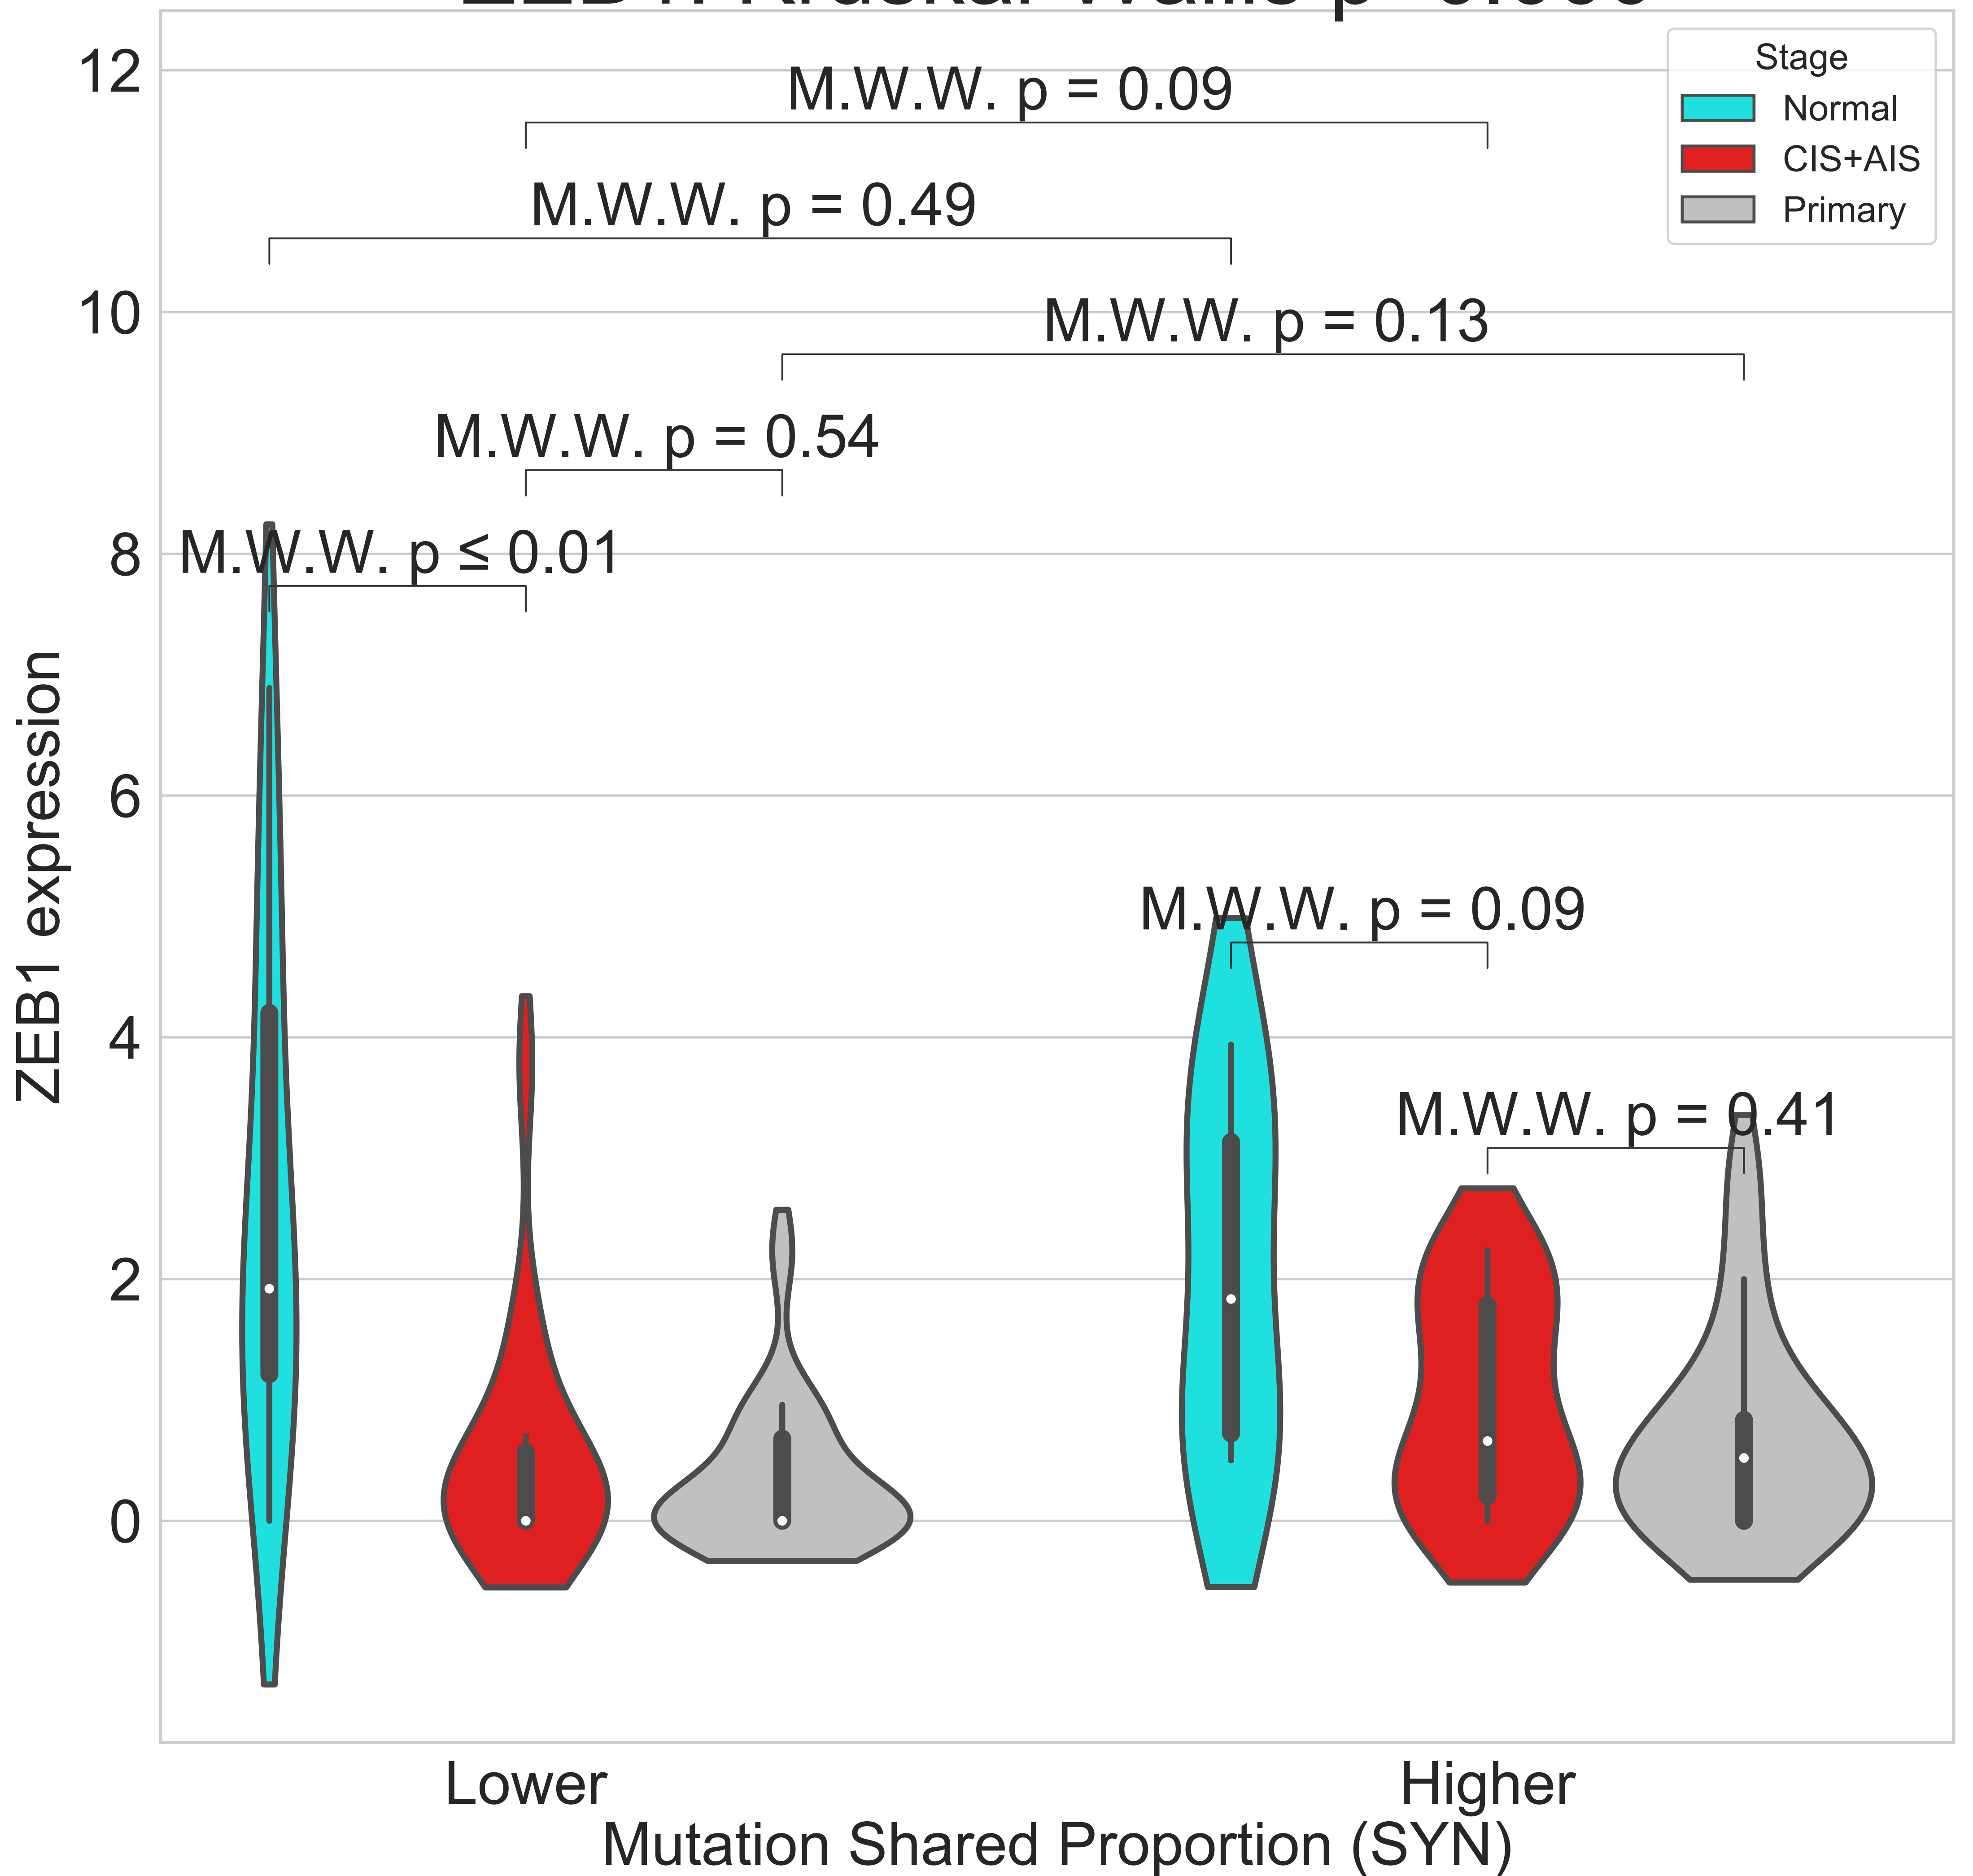 12
10
8
6
4
2
0
ZEB1 expression
M.W.W. p = 0.09
M.W.W. p = 0.49
M.W.W. p = 0.13
M.W.W. p = 0.54
M.W.W. p ≤ 0.01
M.W.W. p = 0.09
M.W.W. p = 0.41
Stage
Normal
CIS+AIS
Primary
Lower
Higher
Mutation Shared Proportion (SYN)